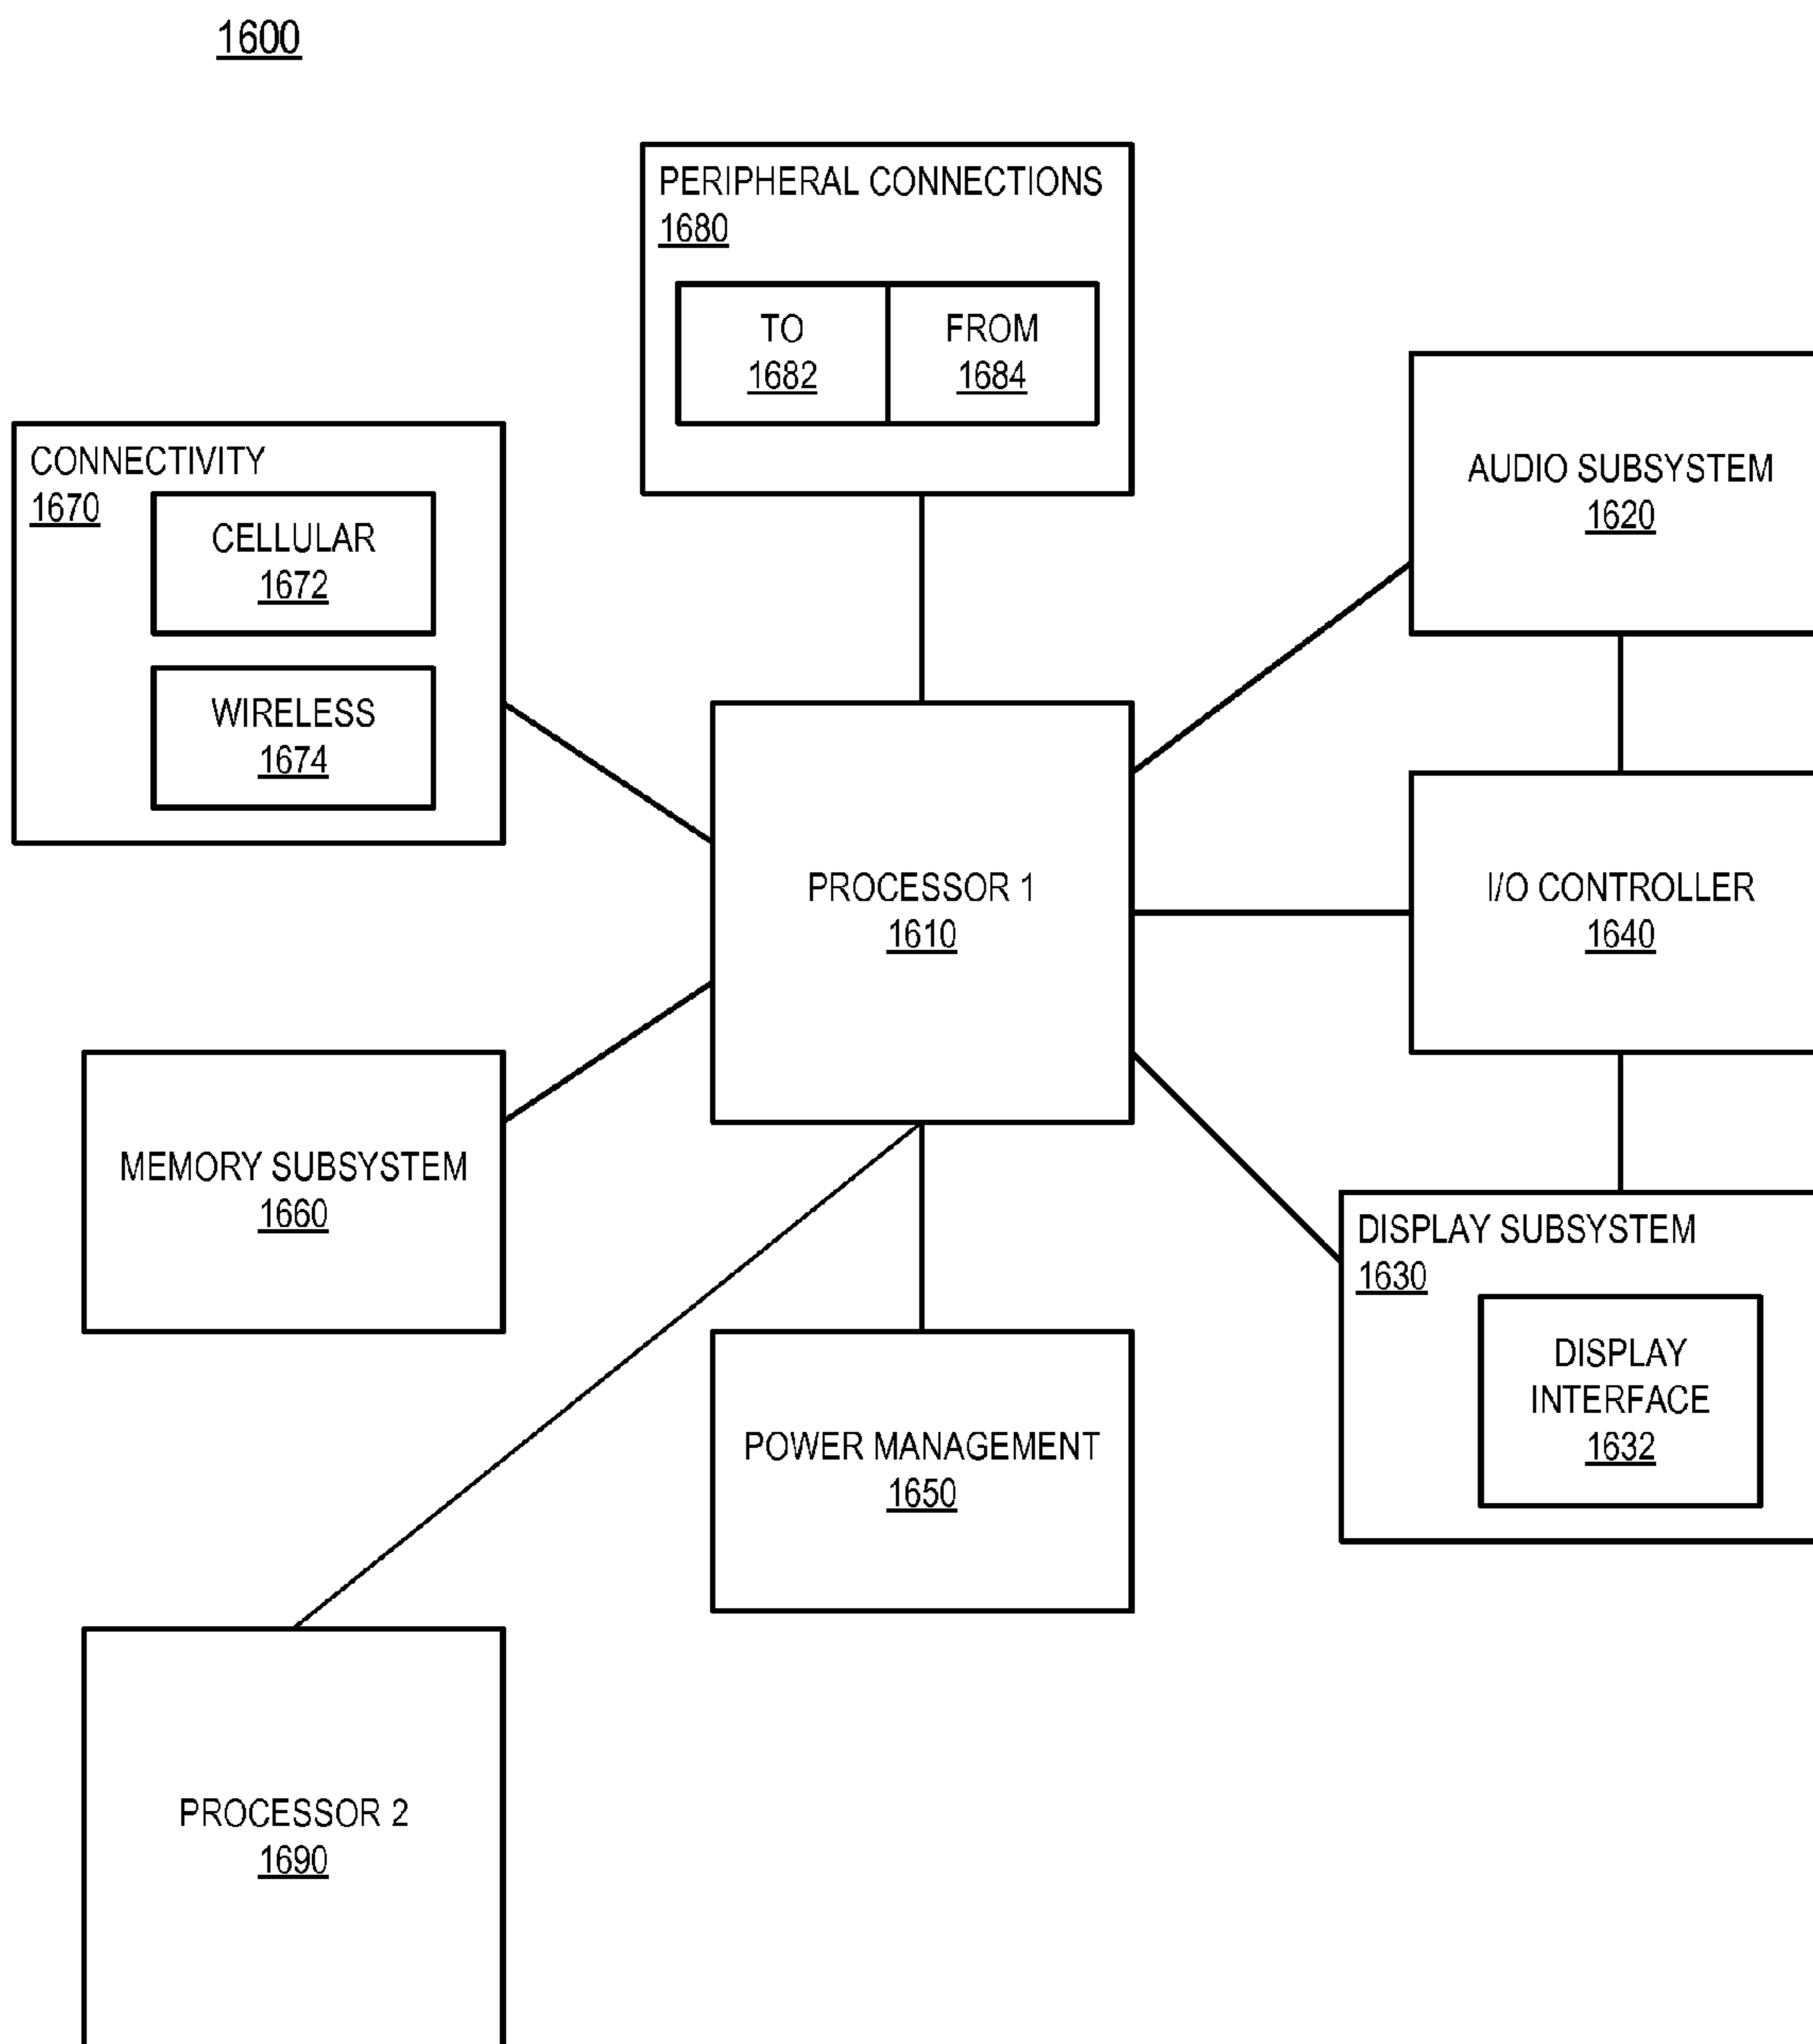 1600
PERIPHERAL CONNECTIONS
1680
TO
1682
FROM
1684
CONNECTIVITY
1670
CELLULAR
1672
WIRELESS
1674
AUDIO SUBSYSTEM
1620
PROCESSOR 1
1610
I/O CONTROLLER
1640
MEMORY SUBSYSTEM
1660
DISPLAY SUBSYSTEM
1630
DISPLAY
INTERFACE
1632
POWER MANAGEMENT
1650
PROCESSOR 2
1690